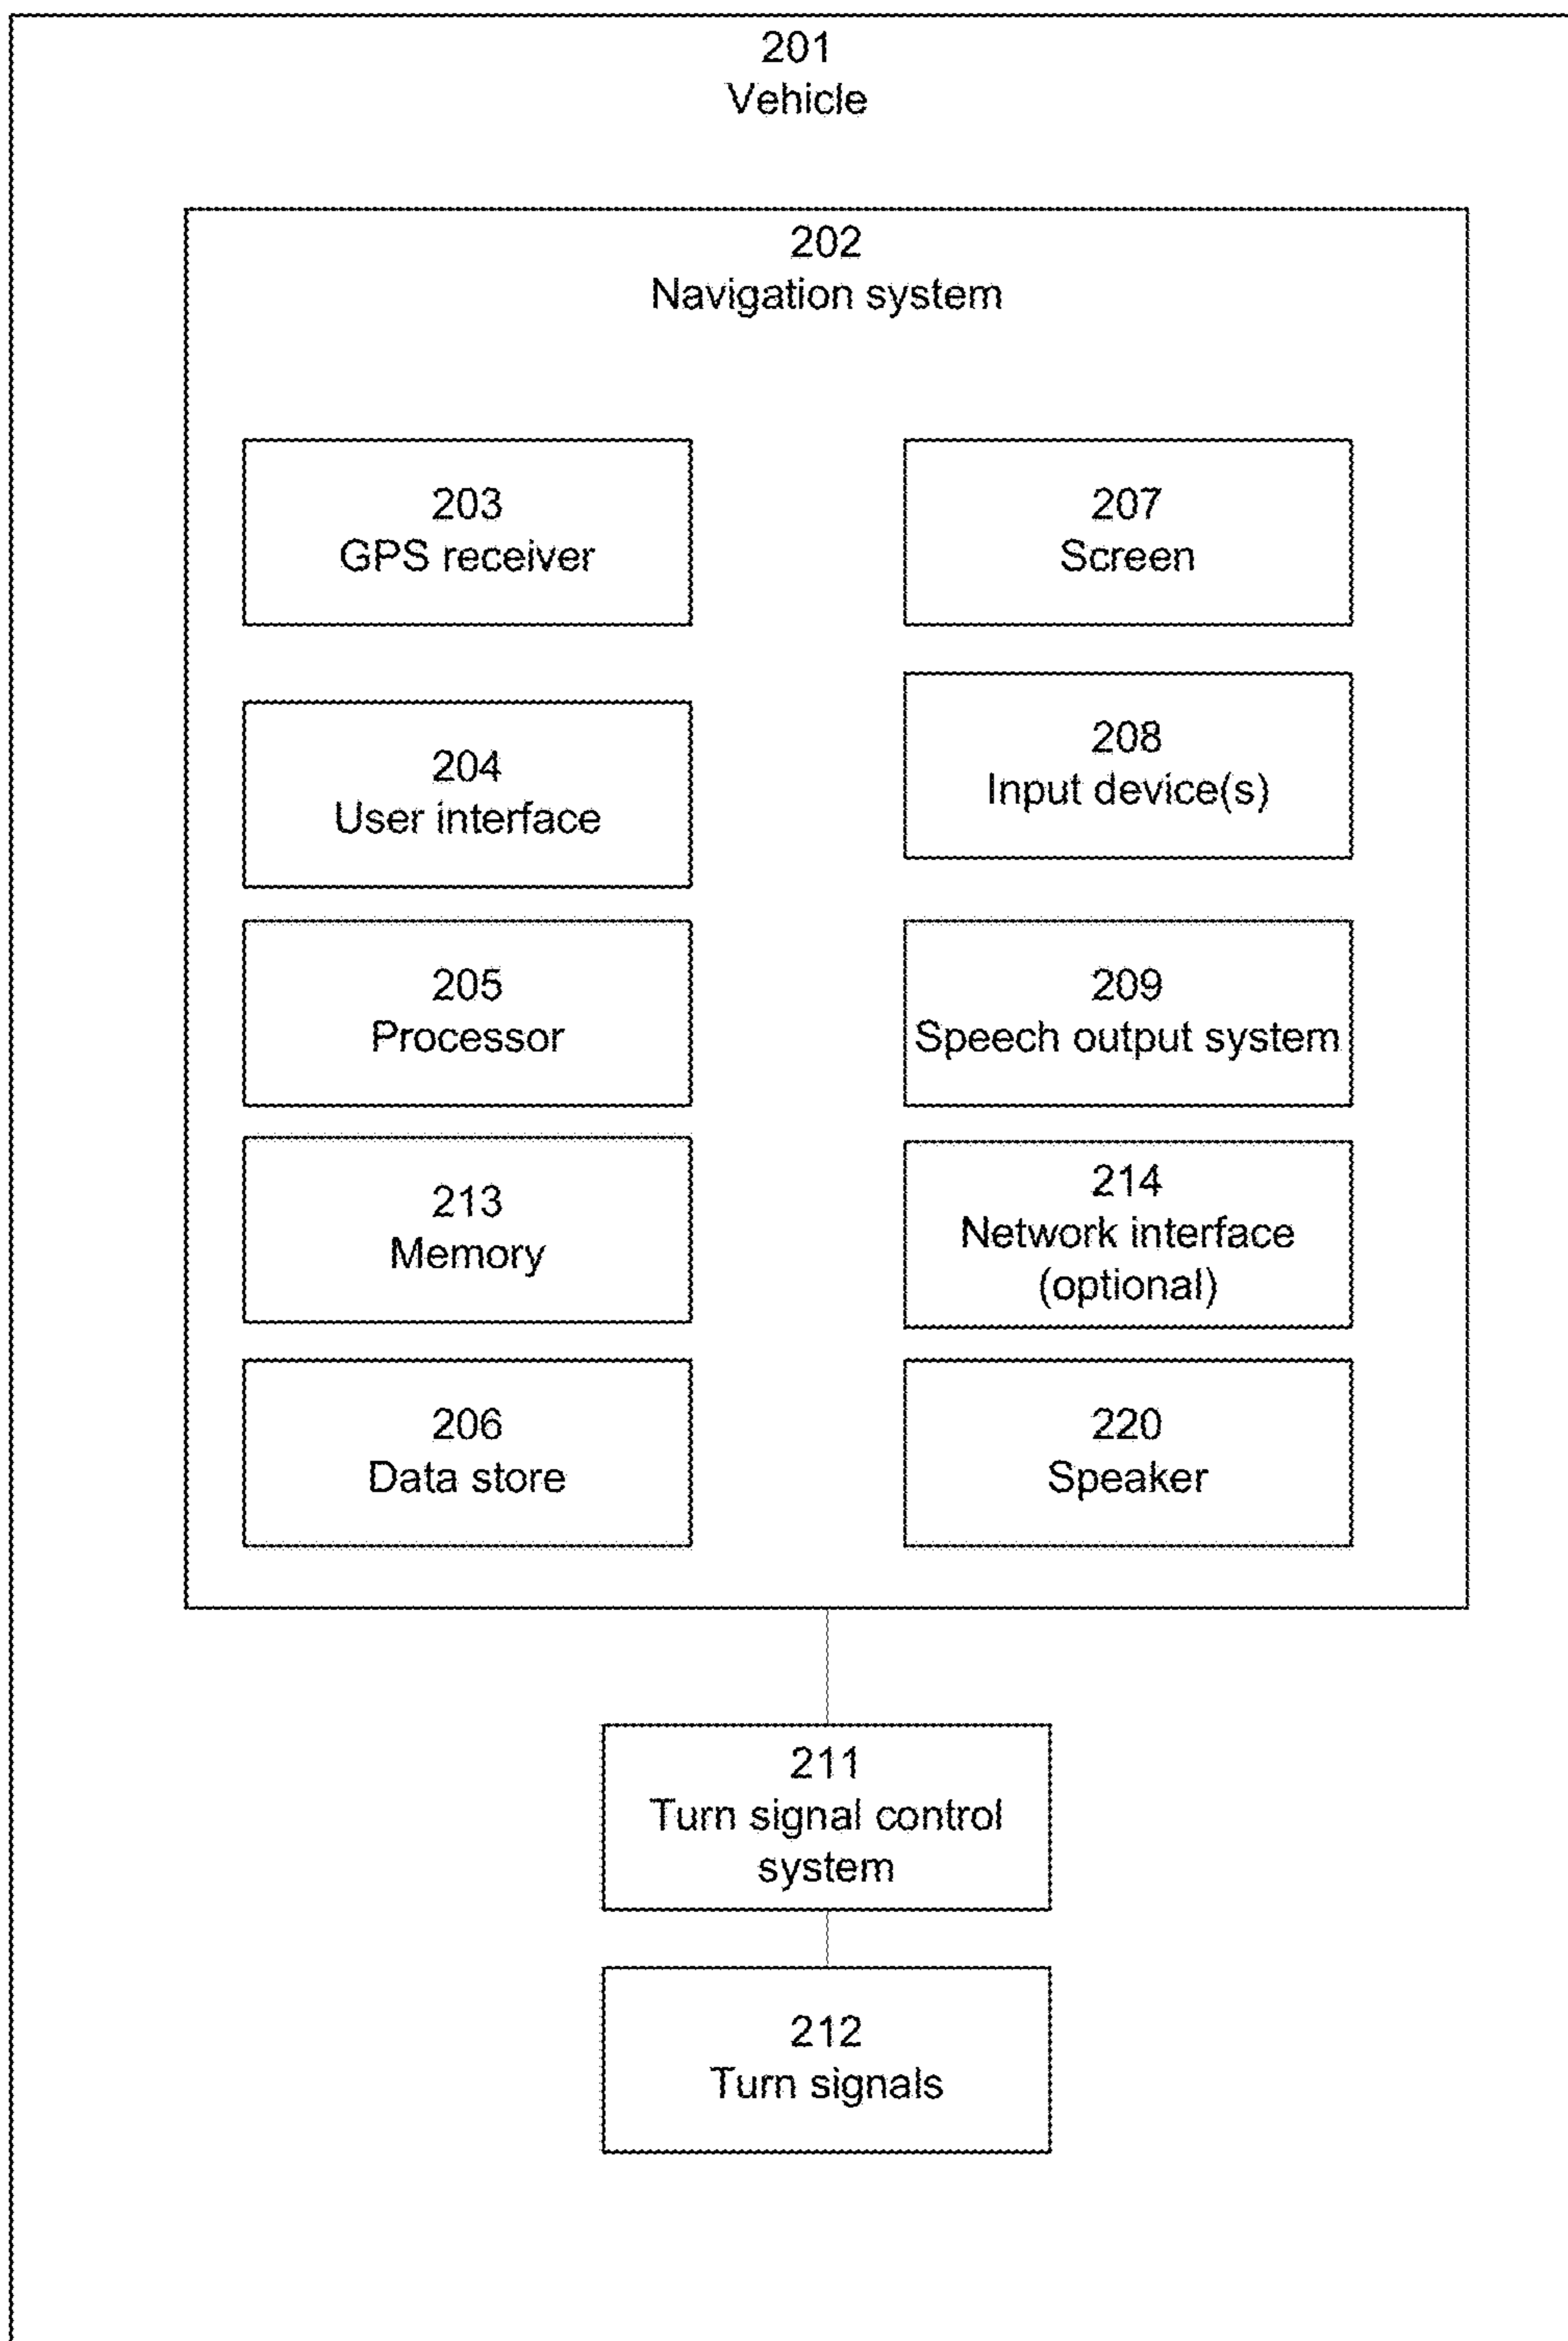 201
Vehicle
202
Navigation system
203
GPS receiver
207
Screen
204
User interface
208
Input device(s)
205
Processor
209
Speech output system
213
Memory
214
Network interface
(optional)
206
Data store
220
Speaker
211
Turn signal control
system
212
Turn signals